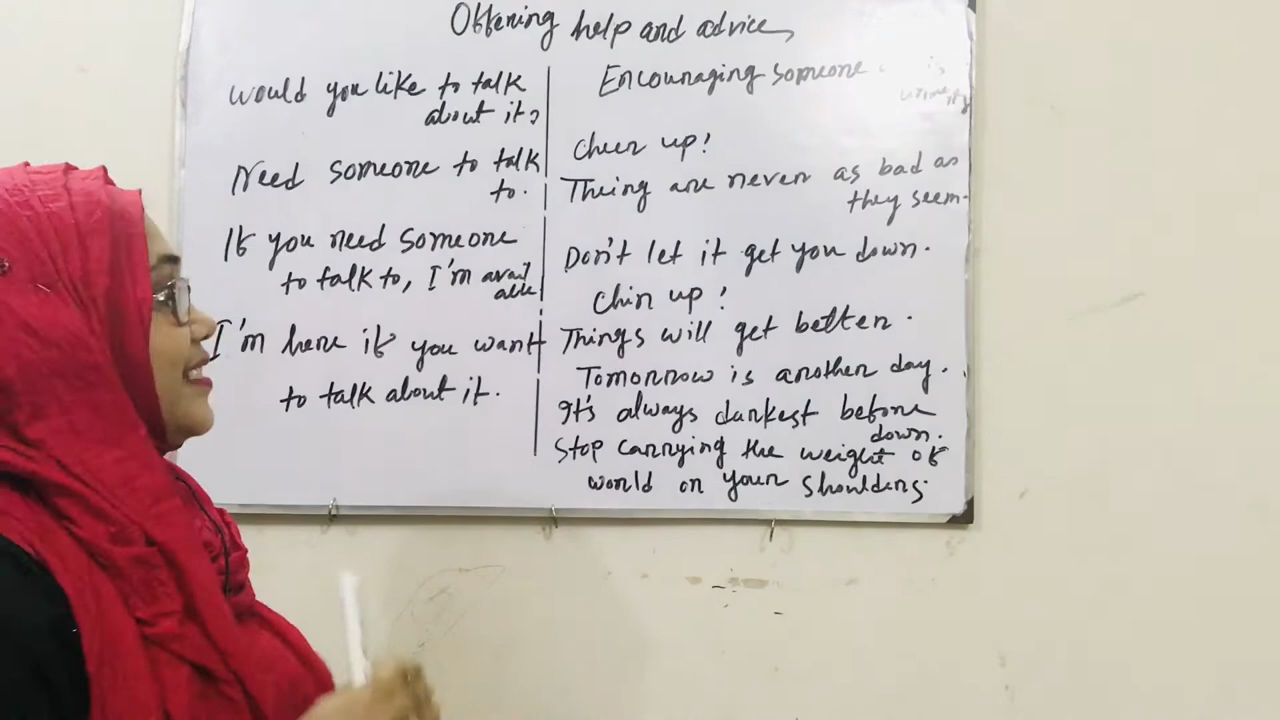 Offering help and advice,
would you like to talk
about it?
Need someone to talk
to.
If you need someone
to talk to, I'm avail
able
I'm here if you want
to talk about it.
Encouraging someone
Cheer up!
Theing are never as bad as
they seem.
Don't let it get you down.
Chin up!
Things will get better.
Tomorrow is another day.
It's always darkest before
down.
Stop carrying the weight of
world on your shoulders.